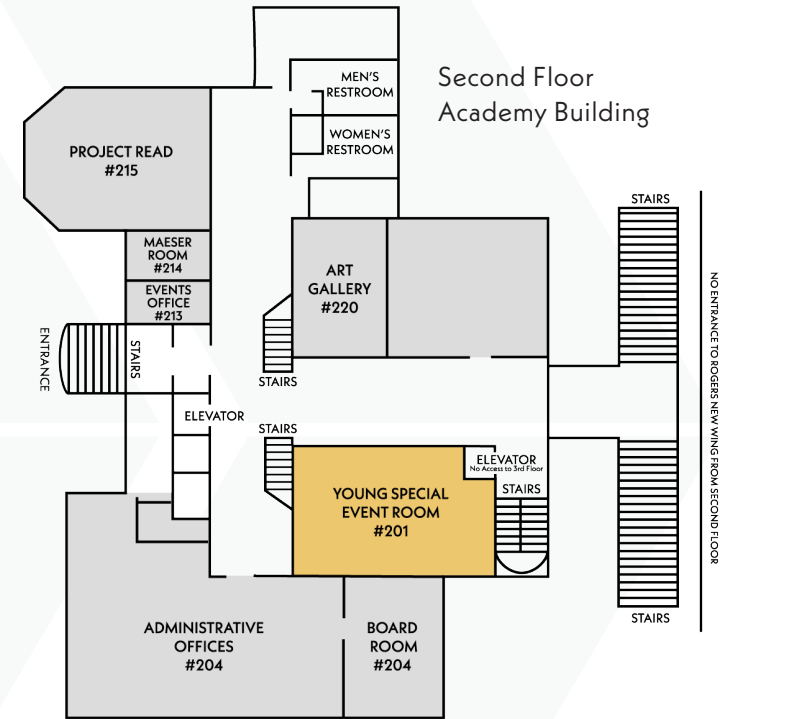 Second Floor
Academy Building
MEN'S
RESTROOM
WOMEN'S
RESTROOM
PROJECT READ
#215
MAESER
ROOM
#214
EVENTS
OFFICE
#213
ENTRANCE
STAIRS
ART
GALLERY
#220
STAIRS
STAIRS
NO ENTRANCE TO ROGERS NEW WING FROM SECOND FLOOR
ELEVATOR
STAIRS
YOUNG SPECIAL
EVENT ROOM
#201
ELEVATOR
No Access to 3rd Floor
STAIRS
STAIRS
ADMINISTRATIVE
OFFICES
#204
BOARD
ROOM
#204